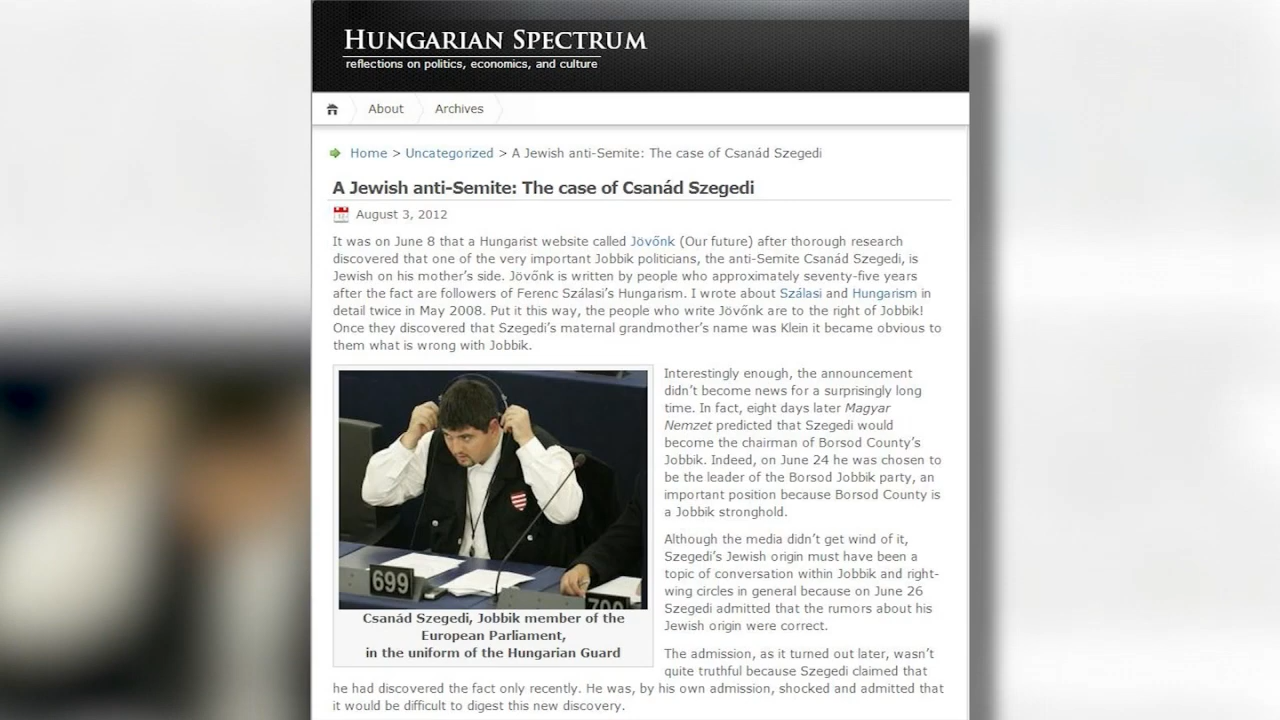 HUNGARIAN SPECTRUM
reflections on politics, economics, and culture
About
Archives
Home > Uncategorized > A Jewish anti-Semite: The case of Csanád Szegedi
A Jewish anti-Semite: The case of Csanád Szegedi
August 3, 2012
It was on June 8 that a Hungarist website called Jövőnk (Our future) after thorough research
discovered that one of the very important Jobbik politicians, the anti-Semite Csanád Szegedi, is
Jewish on his mother's side. Jövőnk is written by people who approximately seventy-five years
after the fact are followers of Ferenc Szálasi's Hungarism. I wrote about Szálasi and Hungarism in
detail twice in May 2008. Put it this way, the people who write Jövőnk are to the right of Jobbik!
Once they discovered that Szegedi's maternal grandmother's name was Klein it became obvious to
them what is wrong with Jobbik.
699
700
Csanád Szegedi, Jobbik member of the
European Parliament,
in the uniform of the Hungarian Guard
Interestingly enough, the announcement
didn't become news for a surprisingly long
time. In fact, eight days later Magyar
Nemzet predicted that Szegedi would
become the chairman of Borsod County's
Jobbik. Indeed, on June 24 he was chosen to
be the leader of the Borsod Jobbik party, an
important position because Borsod County is
a Jobbik stronghold.
Although the media didn't get wind of it,
Szegedi's Jewish origin must have been a
topic of conversation within Jobbik and right-
wing circles in general because on June 26
Szegedi admitted that the rumors about his
Jewish origin were correct.
The admission, as it turned out later, wasn't
quite truthful because Szegedi claimed that
he had discovered the fact only recently. He was, by his own admission, shocked and admitted that
it would be difficult to digest this new discovery.